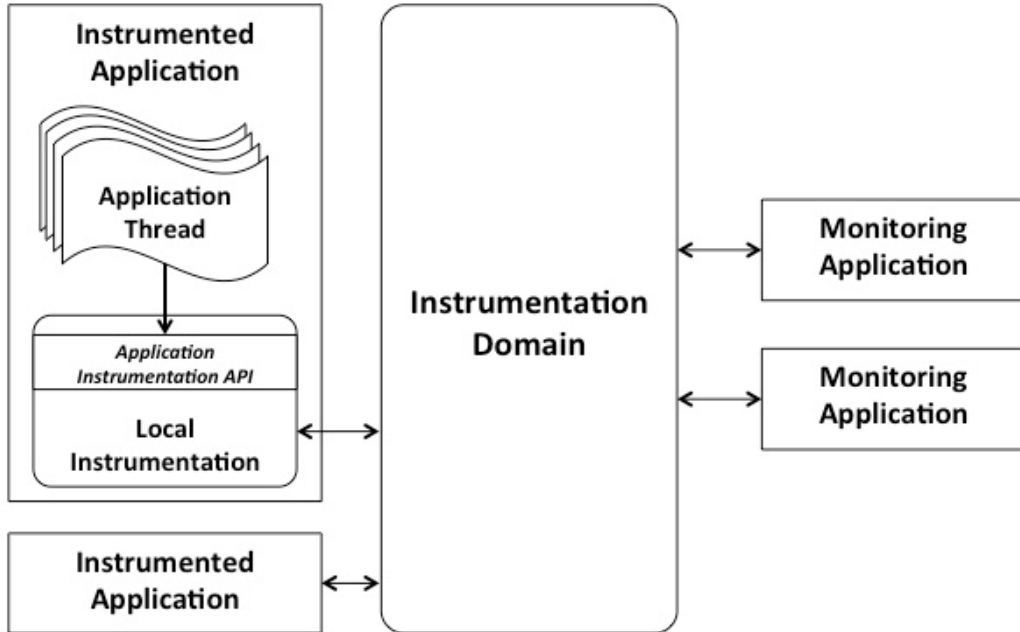 Instrumented
Application
Application
Thread
Application
Instrumentation API
Local
Instrumentation
Instrumented
Application
Instrumentation
Domain
Monitoring
Application
Monitoring
Application